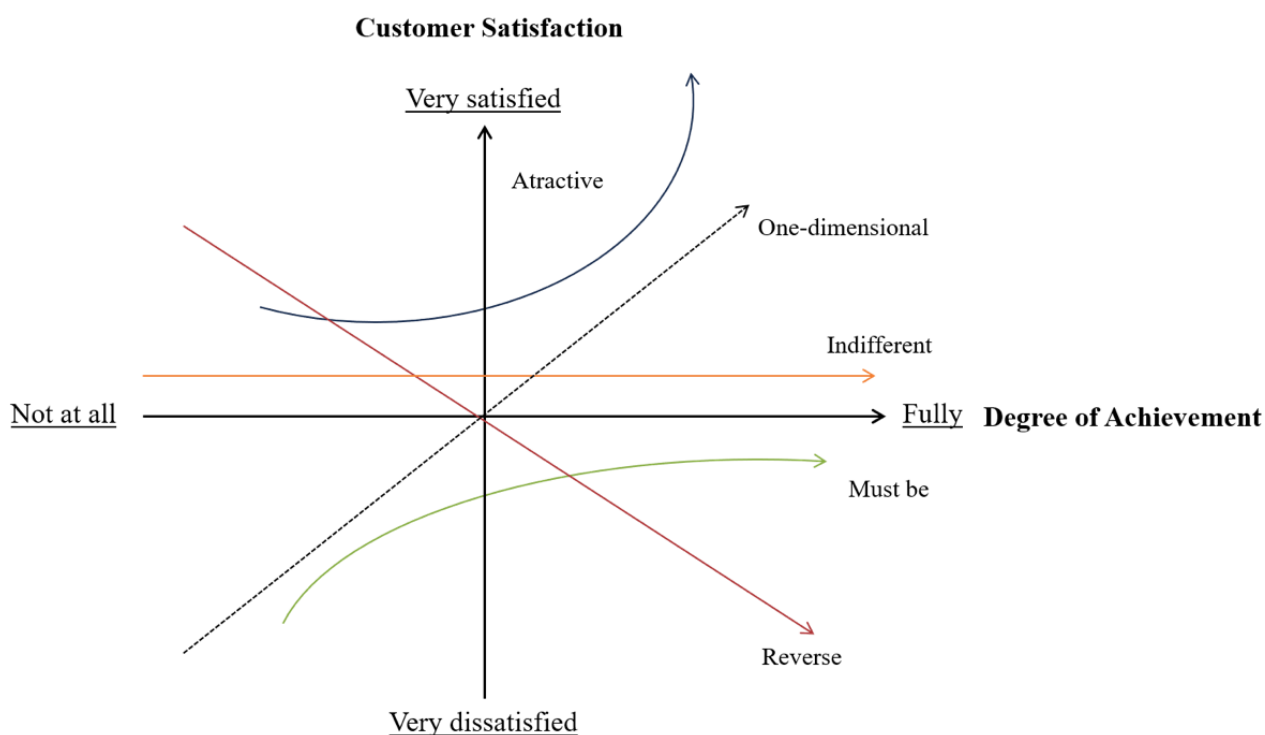 Customer Satisfaction
Very satisfied
Atractive
One-dimensional
Indifferent
Not at all
Fully
Degree of Achievement
Must be
Reverse
Very dissatisfied